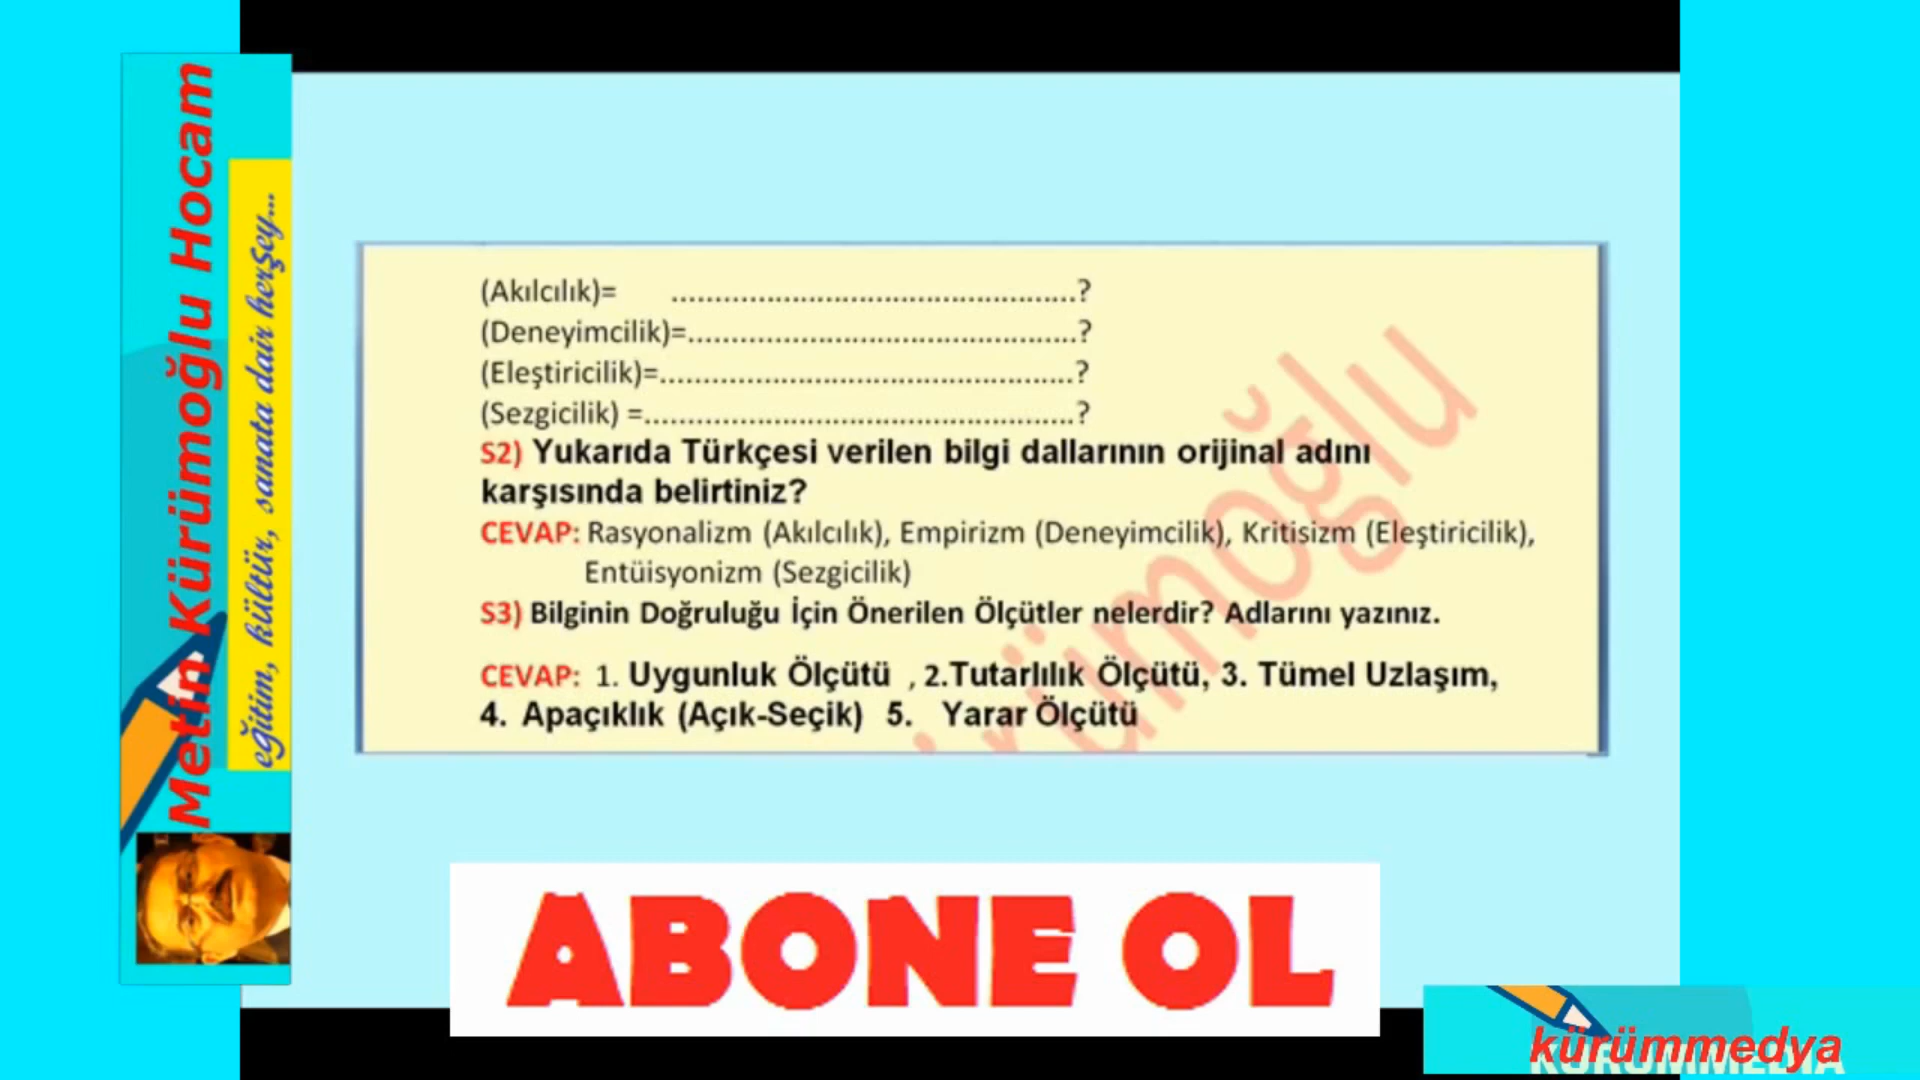 Metin Kürümoğlu Hocam
eğitim, kültür, sanata dair herşey...
(Akılcılık)= ..............................................?
(Deneyimcilik)=.............................................?
(Eleştiricilik)=...............................................?
(Sezgicilik) =.................................................?
S2) Yukarıda Türkçesi verilen bilgi dallarının orijinal adını
karşısında belirtiniz?
CEVAP: Rasyonalizm (Akılcılık), Empirizm (Deneyimcilik), Kritisizm (Eleştiricilik),
Entüisyonizm (Sezgicilik)
S3) Bilginin Doğruluğu İçin Önerilen Ölçütler nelerdir? Adlarını yazınız.
CEVAP: 1. Uygunluk Ölçütü , 2.Tutarlılık Ölçütü, 3. Tümel Uzlaşım,
4. Apaçıklık (Açık-Seçik) 5. Yarar Ölçütü
ürümoğlu
ABONE OL
kürümmedya
KÜRÜMMEDYA